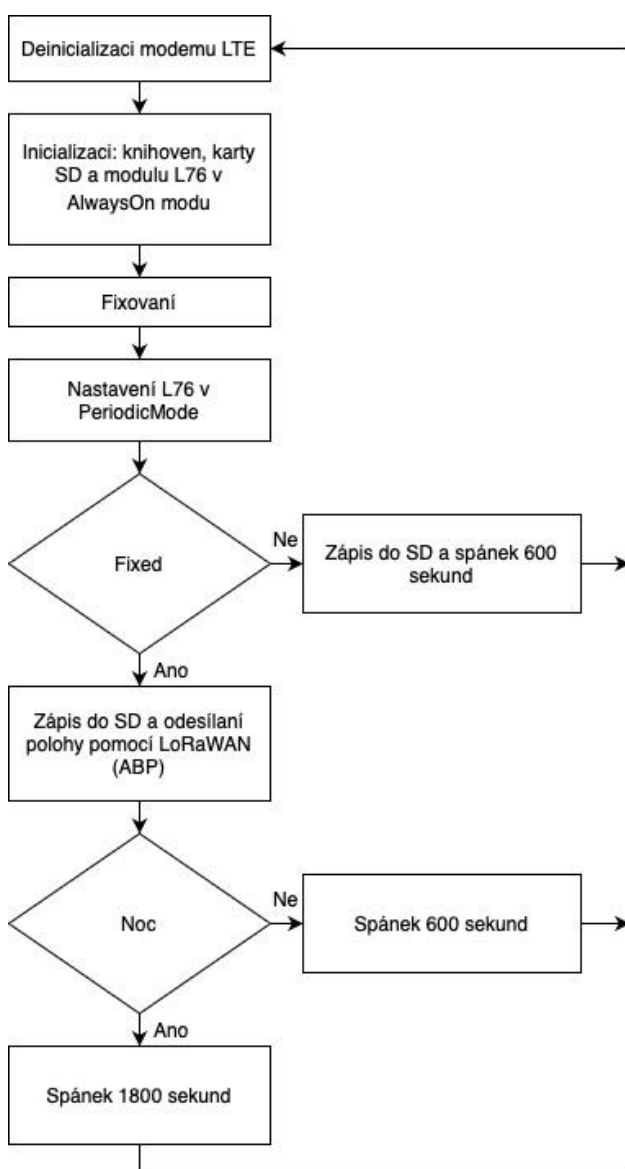 Deinicializaci modemu LTE
Inicializaci: knihoven, karty
SD a modulu L76 v
AlwaysOn modu
Fixovaní
Nastavení L76 v
PeriodicMode
Fixed
Ne
Zápis do SD a spánek 600
sekund
Ano
Zápis do SD a odesílaní
polohy pomocí LoRaWAN
(ABP)
Noc
Ne
Spánek 600 sekund
Ano
Spánek 1800 sekund